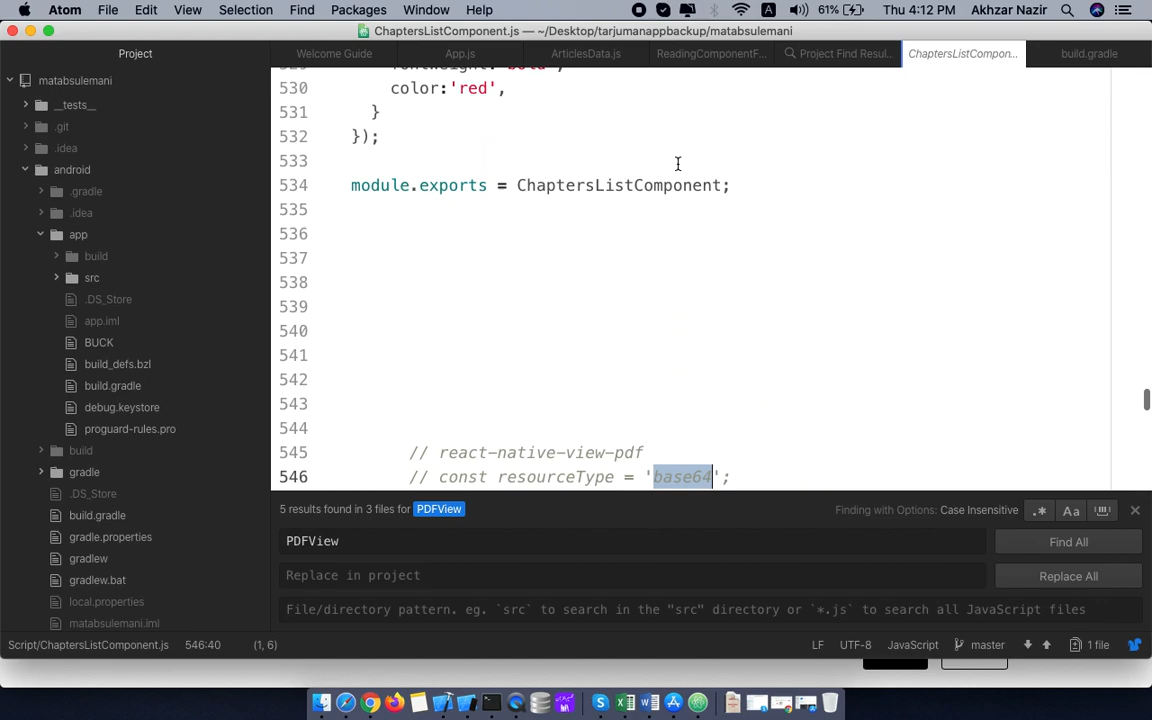 Atom File Edit View Selection Find Packages Window Help A 61% Thu 4:12 PM Akhzar Nazir
ChaptersListComponent.js — ~/Desktop/tarjumanappbackup/matabsulemani
Project Welcome Guide App.js ArticlesData.js ReadingComponentF... Project Find Resul... ChaptersListCompon... build.gradle
matabsulemani
__tests__
.git
.idea
android
.gradle
.idea
app
build
src
.DS_Store
app.iml
BUCK
build_defs.bzl
build.gradle
debug.keystore
proguard-rules.pro
build
gradle
.DS_Store
build.gradle
gradle.properties
gradlew
gradlew.bat
local.properties
matabsulemani.iml
530 color:'red',
531 }
532 });
533
534 module.exports = ChaptersListComponent;
535
536
537
538
539
540
541
542
543
544
545 // react-native-view-pdf
546 // const resourceType = 'base64';
5 results found in 3 files for PDFView Finding with Options: Case Insensitive .* Aa
PDFView Find All
Replace in project Replace All
File/directory pattern. eg. `src` to search in the "src" directory or `*.js` to search all JavaScript files
Script/ChaptersListComponent.js 546:40 (1, 6) LF UTF-8 JavaScript master 1 file